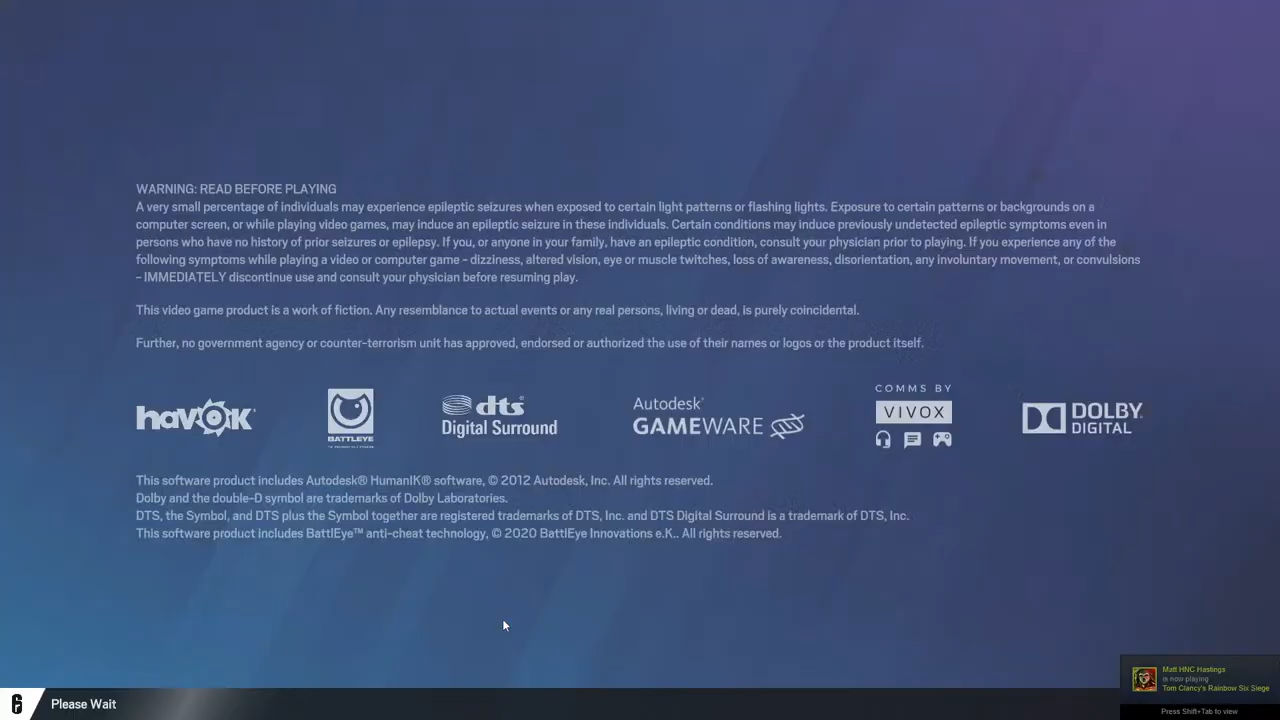 WARNING: READ BEFORE PLAYING
A very small percentage of individuals may experience epileptic seizures when exposed to certain light patterns or flashing lights. Exposure to certain patterns or backgrounds on a
computer screen, or while playing video games, may induce an epileptic seizure in these individuals. Certain conditions may induce previously undetected epileptic symptoms even in
persons who have no history of prior seizures or epilepsy. If you, or anyone in your family, have an epileptic condition, consult your physician prior to playing. If you experience any of the
following symptoms while playing a video or computer game - dizziness, altered vision, eye or muscle twitches, loss of awareness, disorientation, any involuntary movement, or convulsions
– IMMEDIATELY discontinue use and consult your physician before resuming play.
This video game product is a work of fiction. Any resemblance to actual events or any real persons, living or dead, is purely coincidental.
Further, no government agency or counter-terrorism unit has approved, endorsed or authorized the use of their names or logos or the product itself.
havok
BATTLEYE
dts
Digital Surround
Autodesk®
GAMEWARE
COMMS BY
VIVOX
DOLBY
DIGITAL
This software product includes Autodesk® HumanIK® software, © 2012 Autodesk, Inc. All rights reserved.
Dolby and the double-D symbol are trademarks of Dolby Laboratories.
DTS, the Symbol, and DTS plus the Symbol together are registered trademarks of DTS, Inc. and DTS Digital Surround is a trademark of DTS, Inc.
This software product includes BattlEye™ anti-cheat technology, © 2020 BattlEye Innovations e.K.. All rights reserved.
Matt HNC Hastings
is now playing
Tom Clancy's Rainbow Six Siege
Press Shift+Tab to view
6
Please Wait